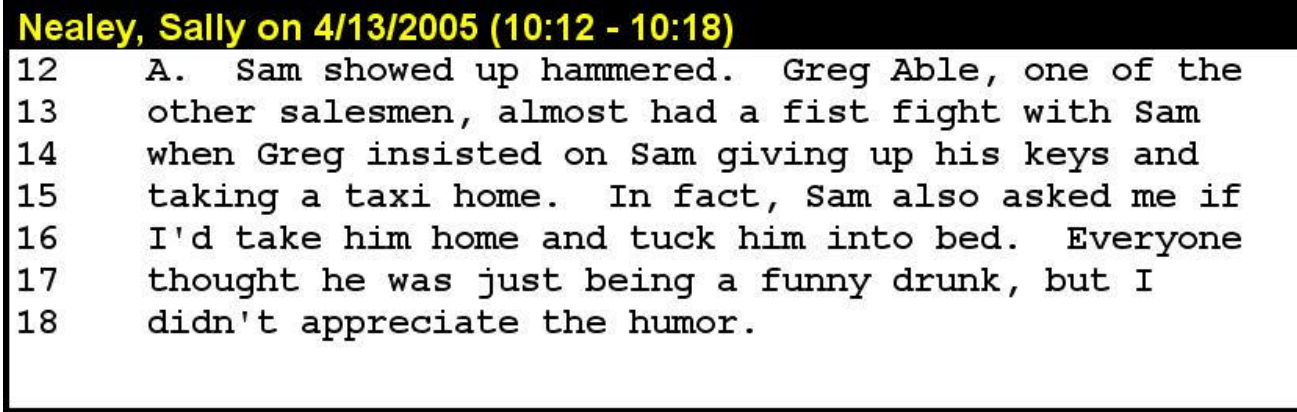 Nealey, Sally on 4/13/2005 (10:12 - 10:18)
12 A. Sam showed up hammered. Greg Able, one of the
13 other salesmen, almost had a fist fight with Sam
14 when Greg insisted on Sam giving up his keys and
15 taking a taxi home. In fact, Sam also asked me if
16 I'd take him home and tuck him into bed. Everyone
17 thought he was just being a funny drunk, but I
18 didn't appreciate the humor.